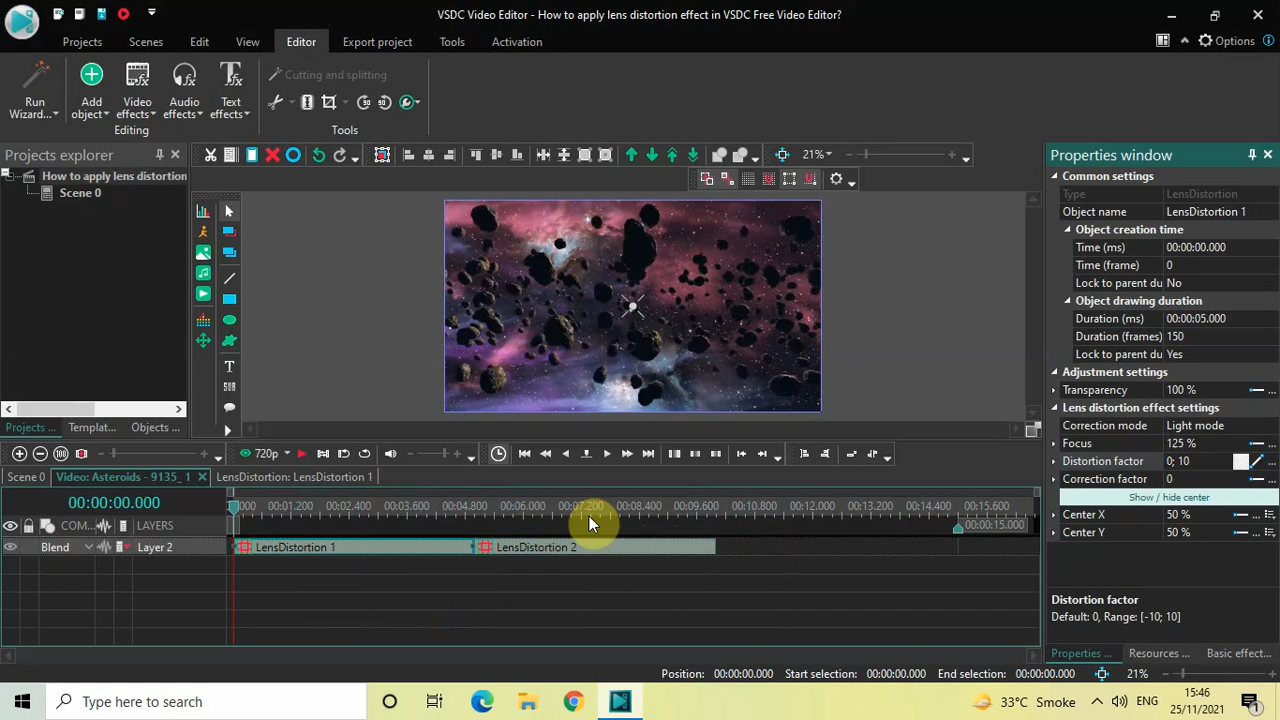 VSDC Video Editor - How to apply lens distortion effect in VSDC Free Video Editor?
Projects Scenes Edit View Editor Export project Tools Activation
Options
Run Wizard...
Add object
Video effects
Audio effects
Text effects
Editing
Cutting and splitting
Tools
Projects explorer
How to apply lens distortion
Scene 0
21%
Projects ... Templat... Objects ...
720p
Scene 0 Video: Asteroids - 9135_1 LensDistortion: LensDistortion 1
00:00:00.000
000 00:01.200 00:02.400 00:03.600 00:04.800 00:06.000 00:07.200 00:08.400 00:09.600 00:10.800 00:12.000 00:13.200 00:14.400 00:15.600
00:00:15.000
COM... LAYERS
Blend Layer 2
LensDistortion 1 LensDistortion 2
Properties window
Common settings
Type LensDistortion
Object name LensDistortion 1
Object creation time
Time (ms) 00:00:00.000
Time (frame) 0
Lock to parent du No
Object drawing duration
Duration (ms) 00:00:05.000
Duration (frames) 150
Lock to parent du Yes
Adjustment settings
Transparency 100 %
Lens distortion effect settings
Correction mode Light mode
Focus 125 %
Distortion factor 0; 10
Correction factor 0
Show / hide center
Center X 50 %
Center Y 50 %
Distortion factor
Default: 0, Range: [-10; 10]
Properties ... Resources ... Basic effect...
Position: 00:00:00.000 Start selection: 00:00:00.000 End selection: 00:00:00.000 21%
Type here to search
33°C Smoke
ENG
15:46
25/11/2021
1